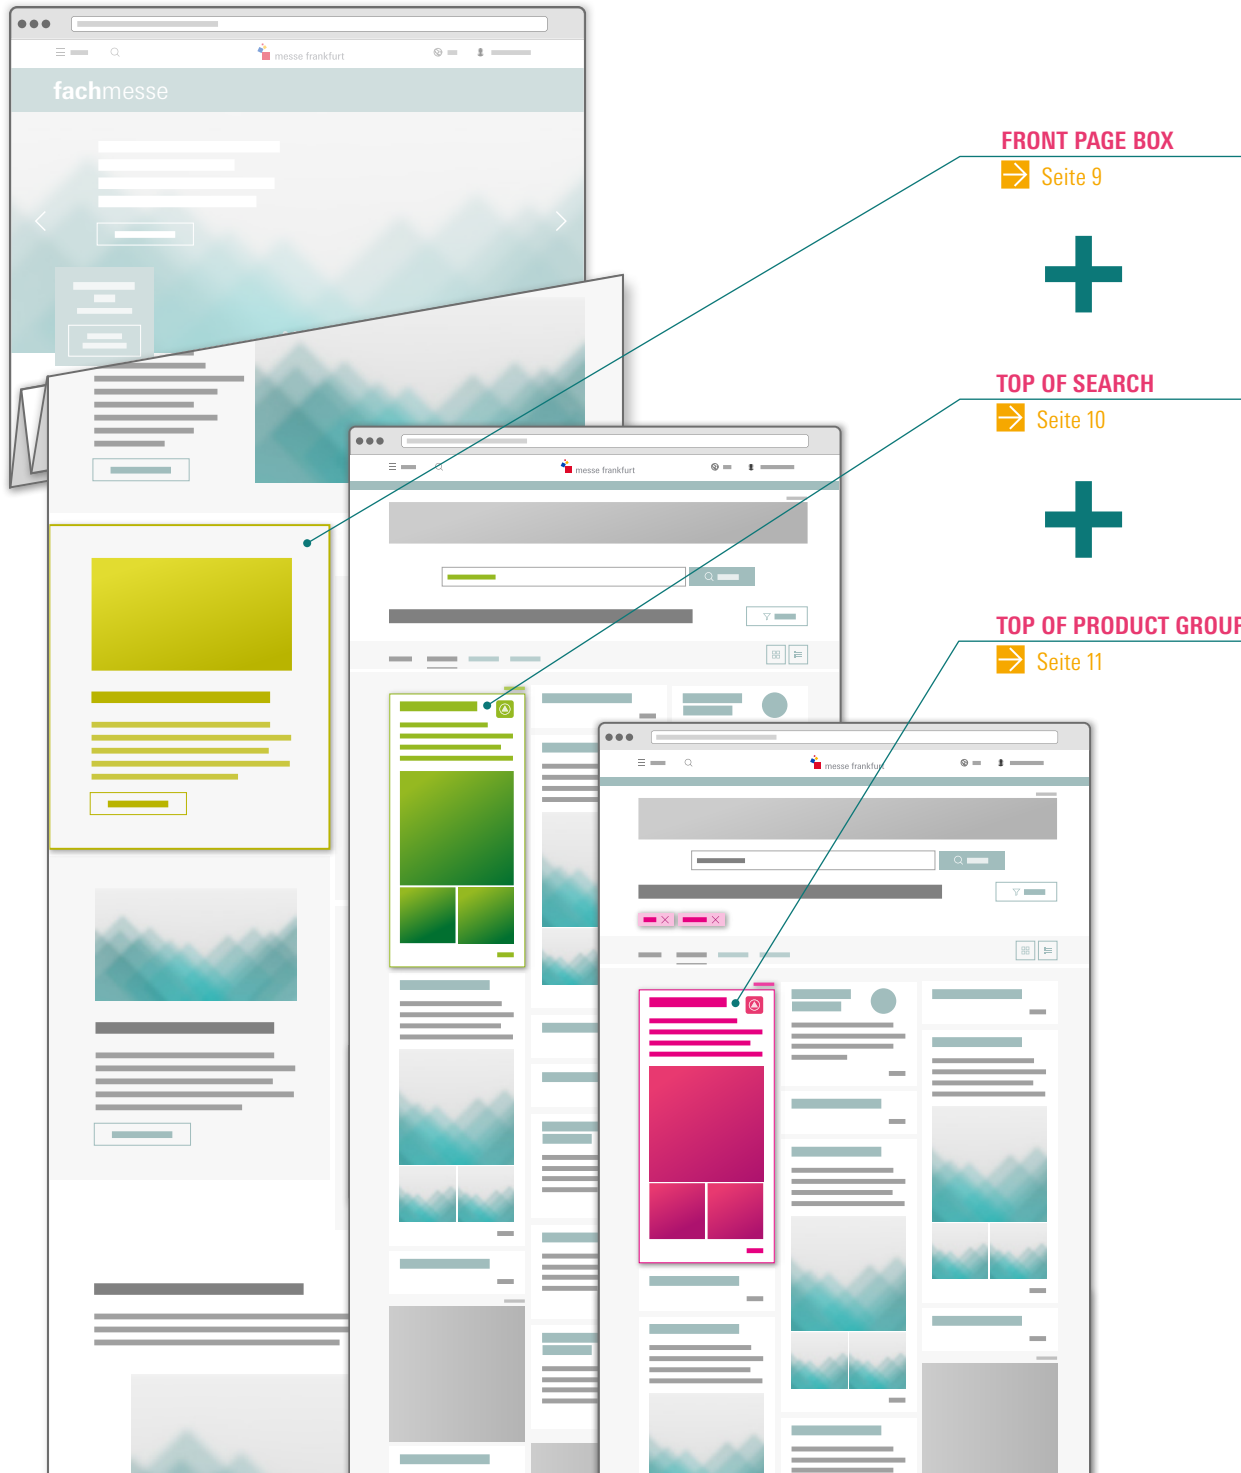 messe frankfurt
fachmesse
FRONT PAGE BOX
Seite 9
TOP OF SEARCH
Seite 10
messe frankfurt
TOP OF PRODUCT GROUP
Seite 11
messe frankfurt